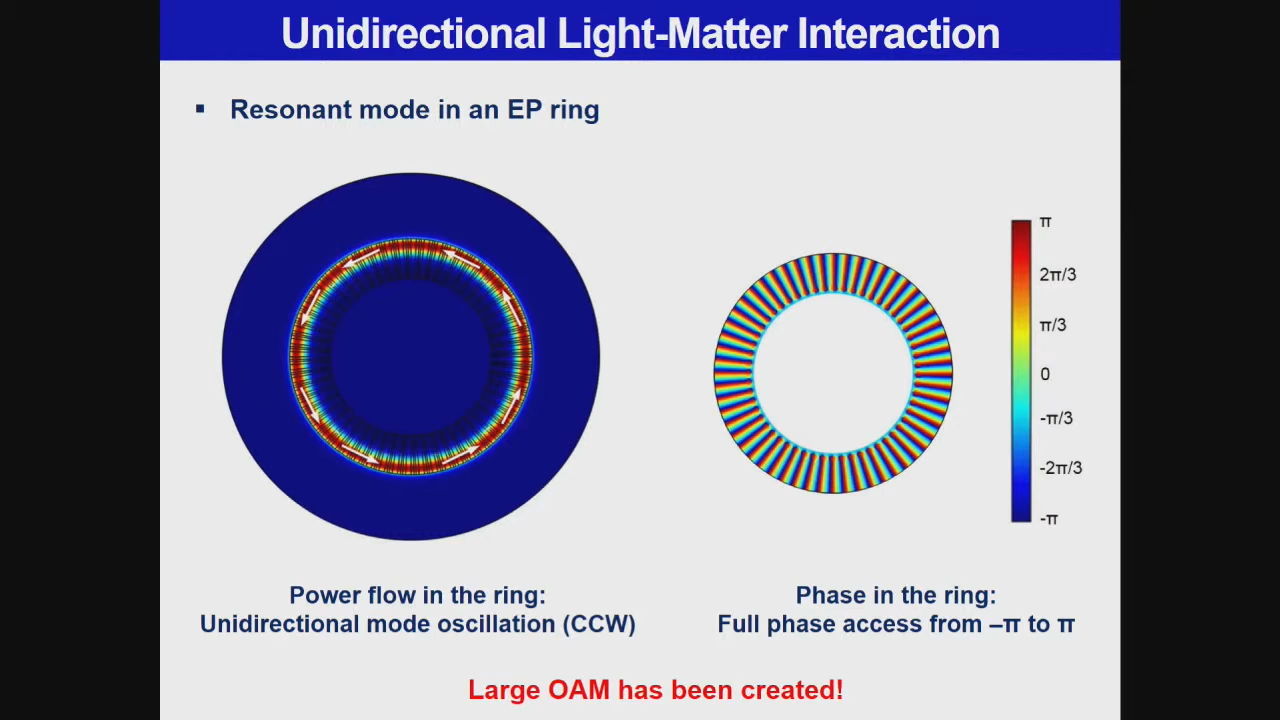 Unidirectional Light-Matter Interaction
▪ Resonant mode in an EP ring
π
2π/3
π/3
0
-π/3
-2π/3
-π
Power flow in the ring:
Unidirectional mode oscillation (CCW)
Phase in the ring:
Full phase access from –π to π
Large OAM has been created!